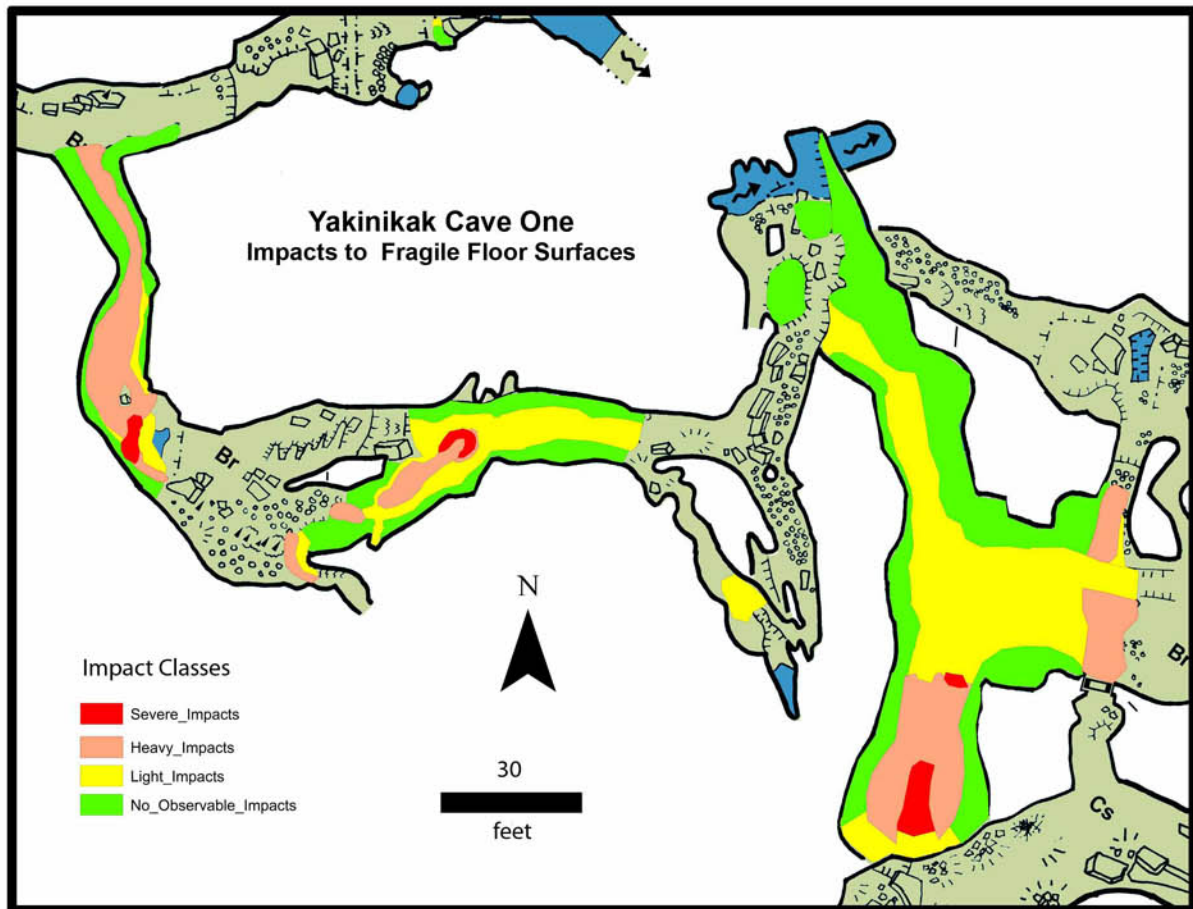 Br
Yakinikak Cave One
Impacts to Fragile Floor Surfaces
Br
N
Br
Impact Classes
Severe_Impacts
Heavy_Impacts
Light_Impacts
No_Observable_Impacts
30
feet
Cs